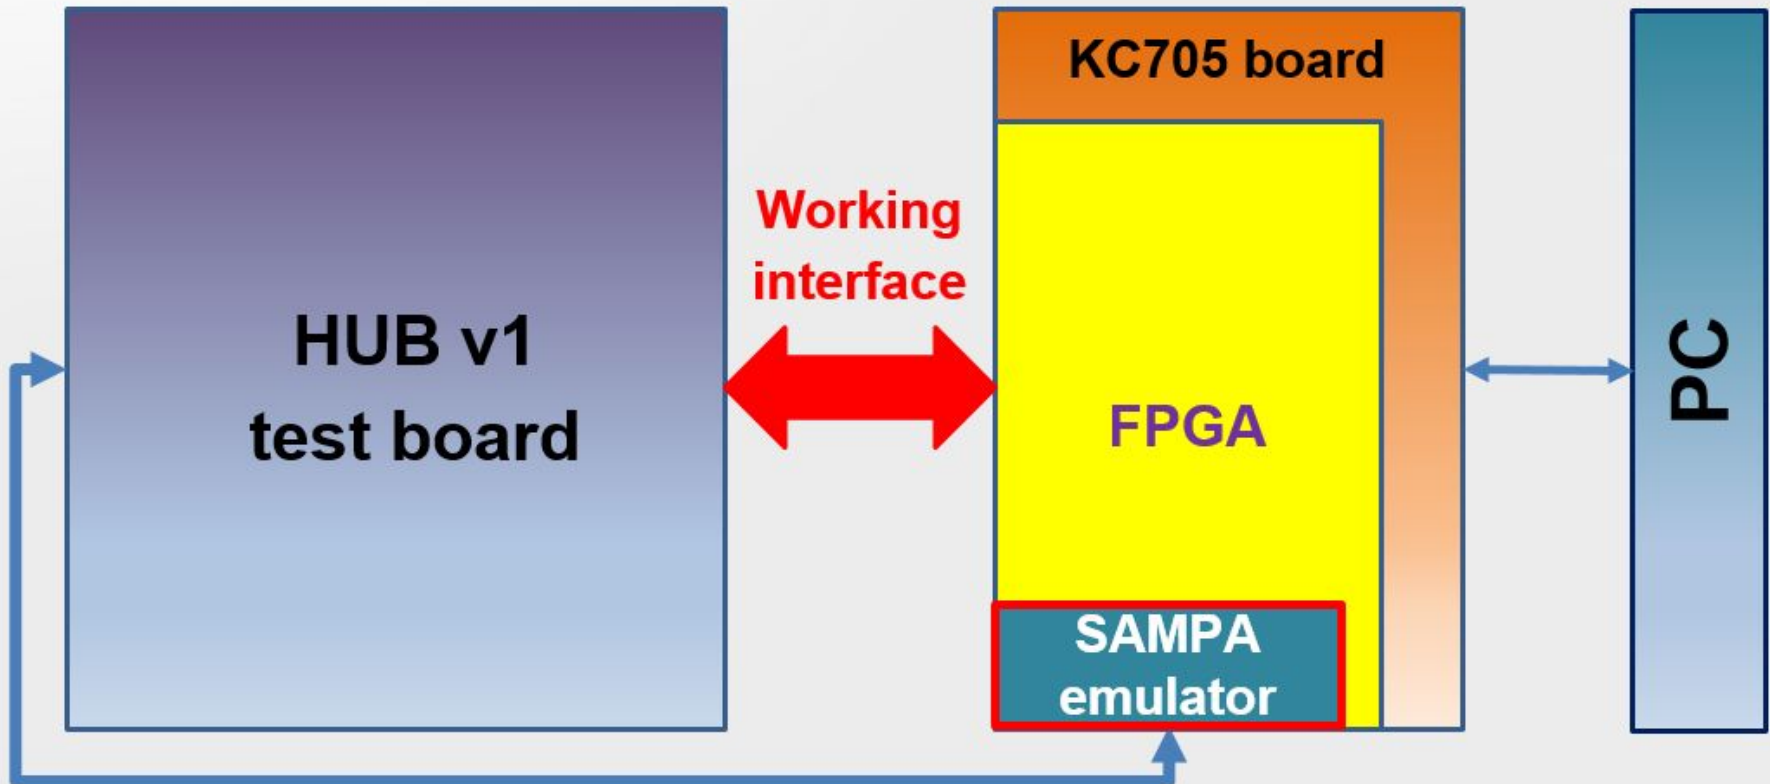 HUB v1
test board
Working
interface
KC705 board
FPGA
SAMPA
emulator
PC